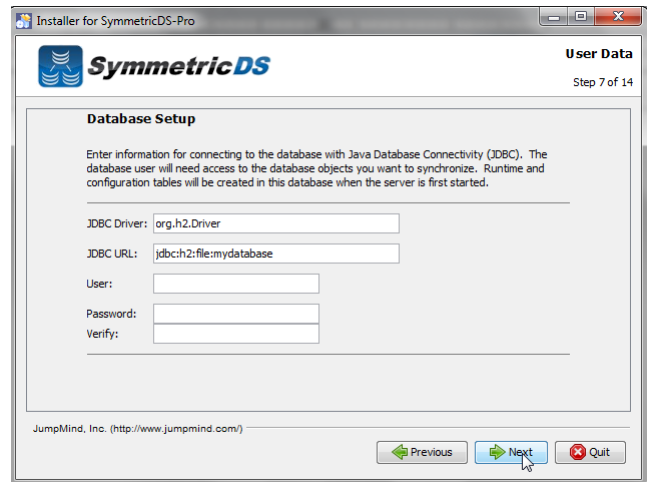 Installer for SymmetricDS-Pro
SymmetricDS
User Data
Step 7 of 14
Database Setup
Enter information for connecting to the database with Java Database Connectivity (JDBC). The
database user will need access to the database objects you want to synchronize. Runtime and
configuration tables will be created in this database when the server is first started.
JDBC Driver: org.h2.Driver
JDBC URL: jdbc:h2:file:mydatabase
User:
Password:
Verify:
JumpMind, Inc. (http://www.jumpmind.com/)
Previous Next Quit